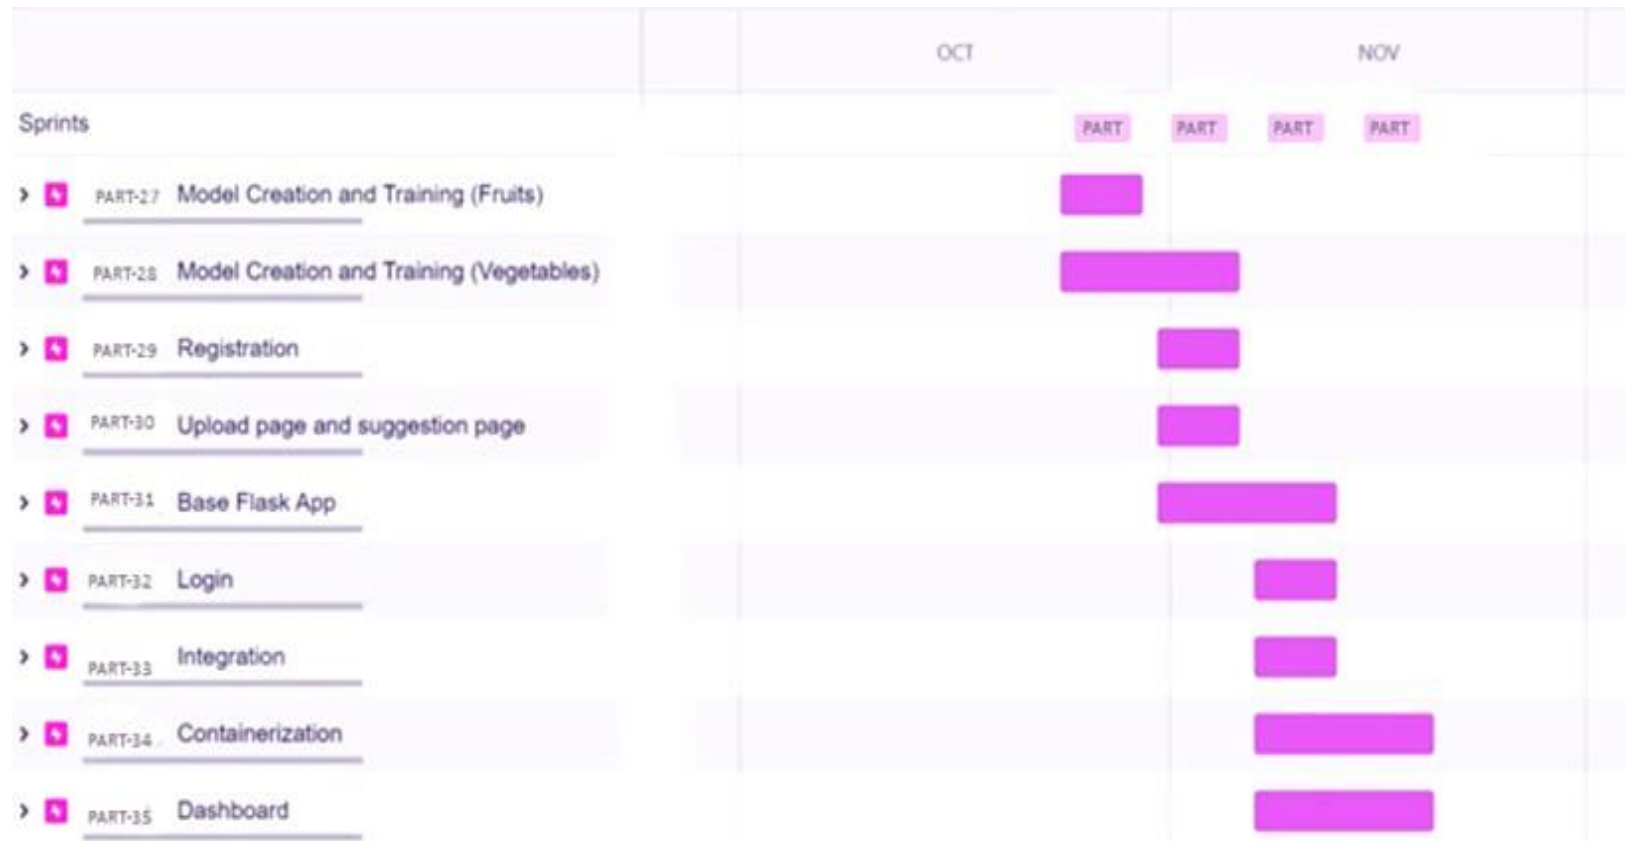 OCT NOV
Sprints PART PART PART PART
PART-27 Model Creation and Training (Fruits)
PART-28 Model Creation and Training (Vegetables)
PART-29 Registration
PART-30 Upload page and suggestion page
PART-31 Base Flask App
PART-32 Login
PART-33 Integration
PART-34 Containerization
PART-35 Dashboard